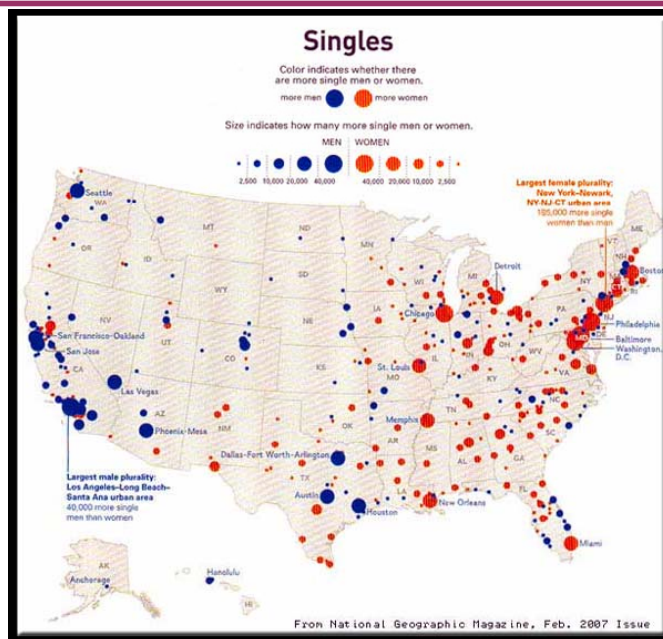 Singles
Color indicates whether there
are more single men or women.
more men more women
Size indicates how many more single men or women.
MEN WOMEN
2,500 10,000 20,000 40,000 40,000 20,000 10,000 2,500
Largest female plurality:
New York–Newark,
NY-NJ-CT urban area
185,000 more single
women than men
Seattle
WA
MT
ND
MN
ME
VT
NH
Boston
OR
ID
SD
WI
MI
Detroit
NY
CT
RI
WY
IA
Chicago
PA
NJ
Philadelphia
NV
NE
IL
IN
OH
MD
DE
Baltimore
San Francisco-Oakland
UT
WV
Washington,
D.C.
San Jose
CO
KS
St. Louis
MO
KY
VA
CA
Las Vegas
NC
AZ
Memphis
TN
NM
OK
AR
SC
Phoenix-Mesa
Dallas-Fort Worth-Arlington
MS
AL
GA
Largest male plurality:
Los Angeles–Long Beach–
Santa Ana urban area
40,000 more single
men than women
TX
LA
FL
Austin
Houston
New Orleans
AK
Honolulu
Miami
Anchorage
HI
From National Geographic Magazine, Feb. 2007 Issue